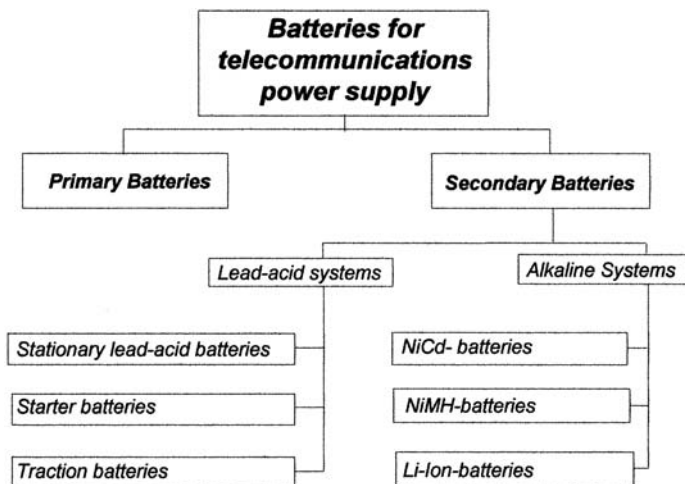 Batteries for
telecommunications
power supply
Primary Batteries
Secondary Batteries
Lead-acid systems
Alkaline Systems
Stationary lead-acid batteries
NiCd- batteries
Starter batteries
NiMH-batteries
Traction batteries
Li-Ion-batteries